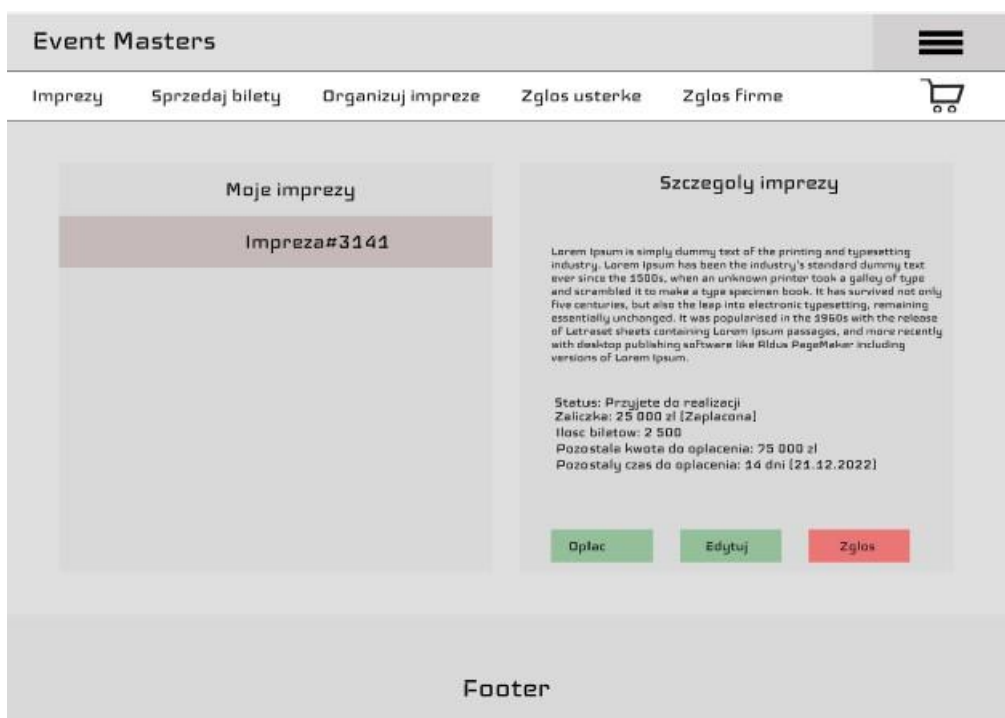 Event Masters
Imprezy Sprzedaj bilety Organizuj impreze Zglos usterke Zglos firme
Moje imprezy
Impreza#3141
Szczegoly imprezy
Lorem Ipsum is simply dummy text of the printing and typesetting
industry. Lorem Ipsum has been the industry's standard dummy text
ever since the 1500s, when an unknown printer took a galley of type
and scrambled it to make a type specimen book. It has survived not only
five centuries, but also the leap into electronic typesetting, remaining
essentially unchanged. It was popularised in the 1960s with the release
of Letraset sheets containing Lorem Ipsum passages, and more recently
with desktop publishing software like Aldus PageMaker including
versions of Lorem Ipsum.
Status: Przyjete do realizacji
Zaliczka: 25 000 zl [Zaplacona]
Ilosc biletow: 2 500
Pozostala kwota do oplacenia: 75 000 zl
Pozostaly czas do oplacenia: 14 dni [21.12.2022]
Oplac Edytuj Zglos
Footer